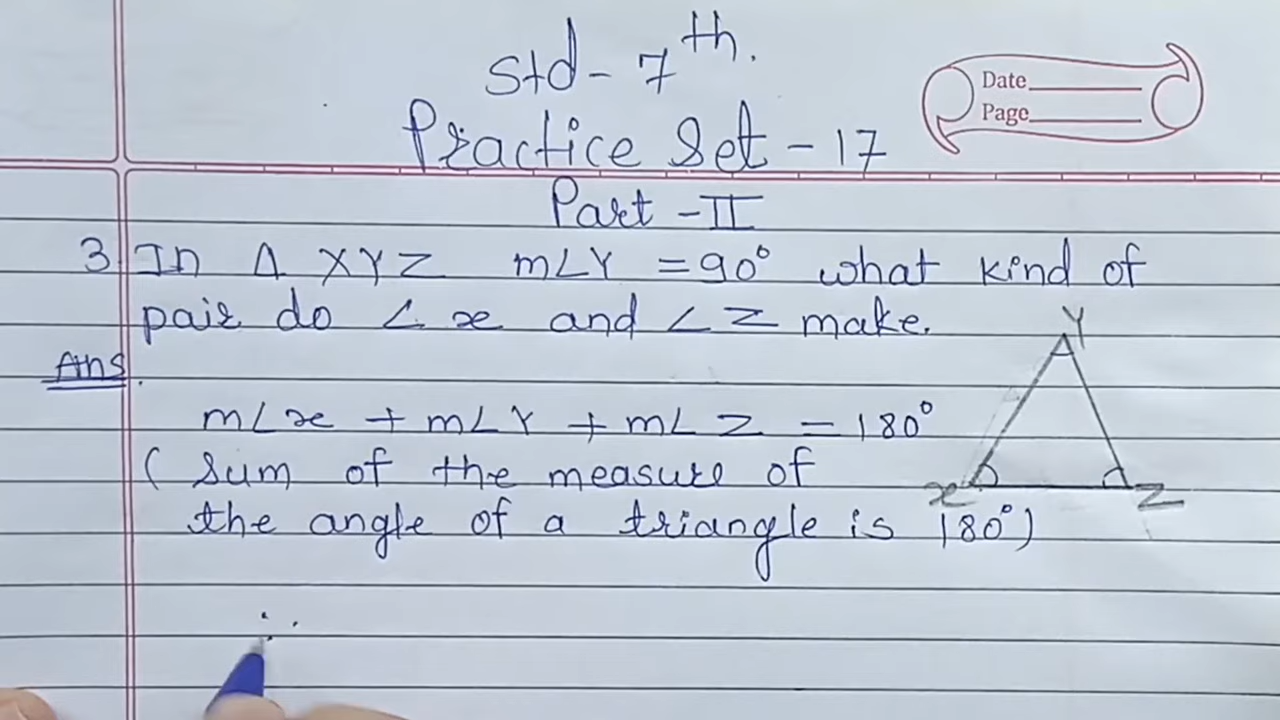 Std - 7th.
Date
Page
Practice Set - 17
Part - II
3 In Δ XYZ m∠Y = 90° what kind of
pair do ∠ x and ∠ Z make.
Ans.
Y
m∠x + m∠Y + m∠Z = 180°
( Sum of the measure of
x Z
the angle of a triangle is 180°)
∴